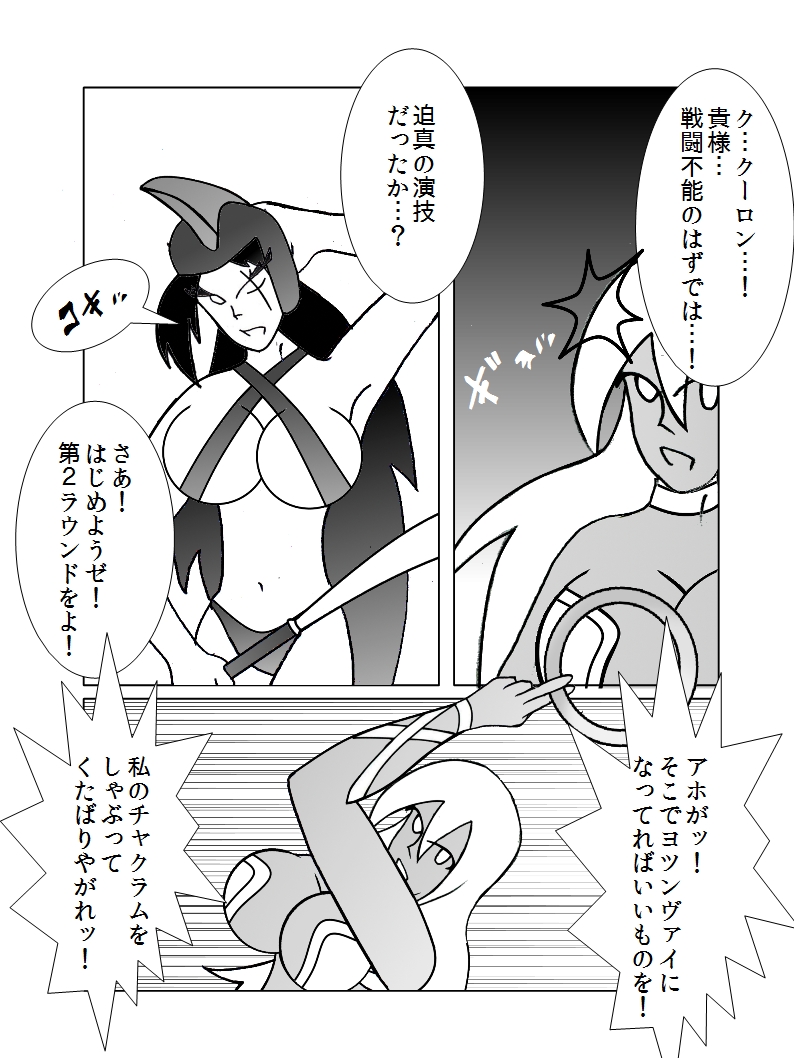 ク…クーロン…！
貴様…
戦闘不能のはずでは…！
ギョッ
迫真の演技
だったか…？
コキッ
さあ！
はじめようゼ！
第２ラウンドをよ！
アホがッ！
そこでヨツンヴァイに
なってればいいものを！
私のチャクラムを
しゃぶって
くたばりやがれッ！